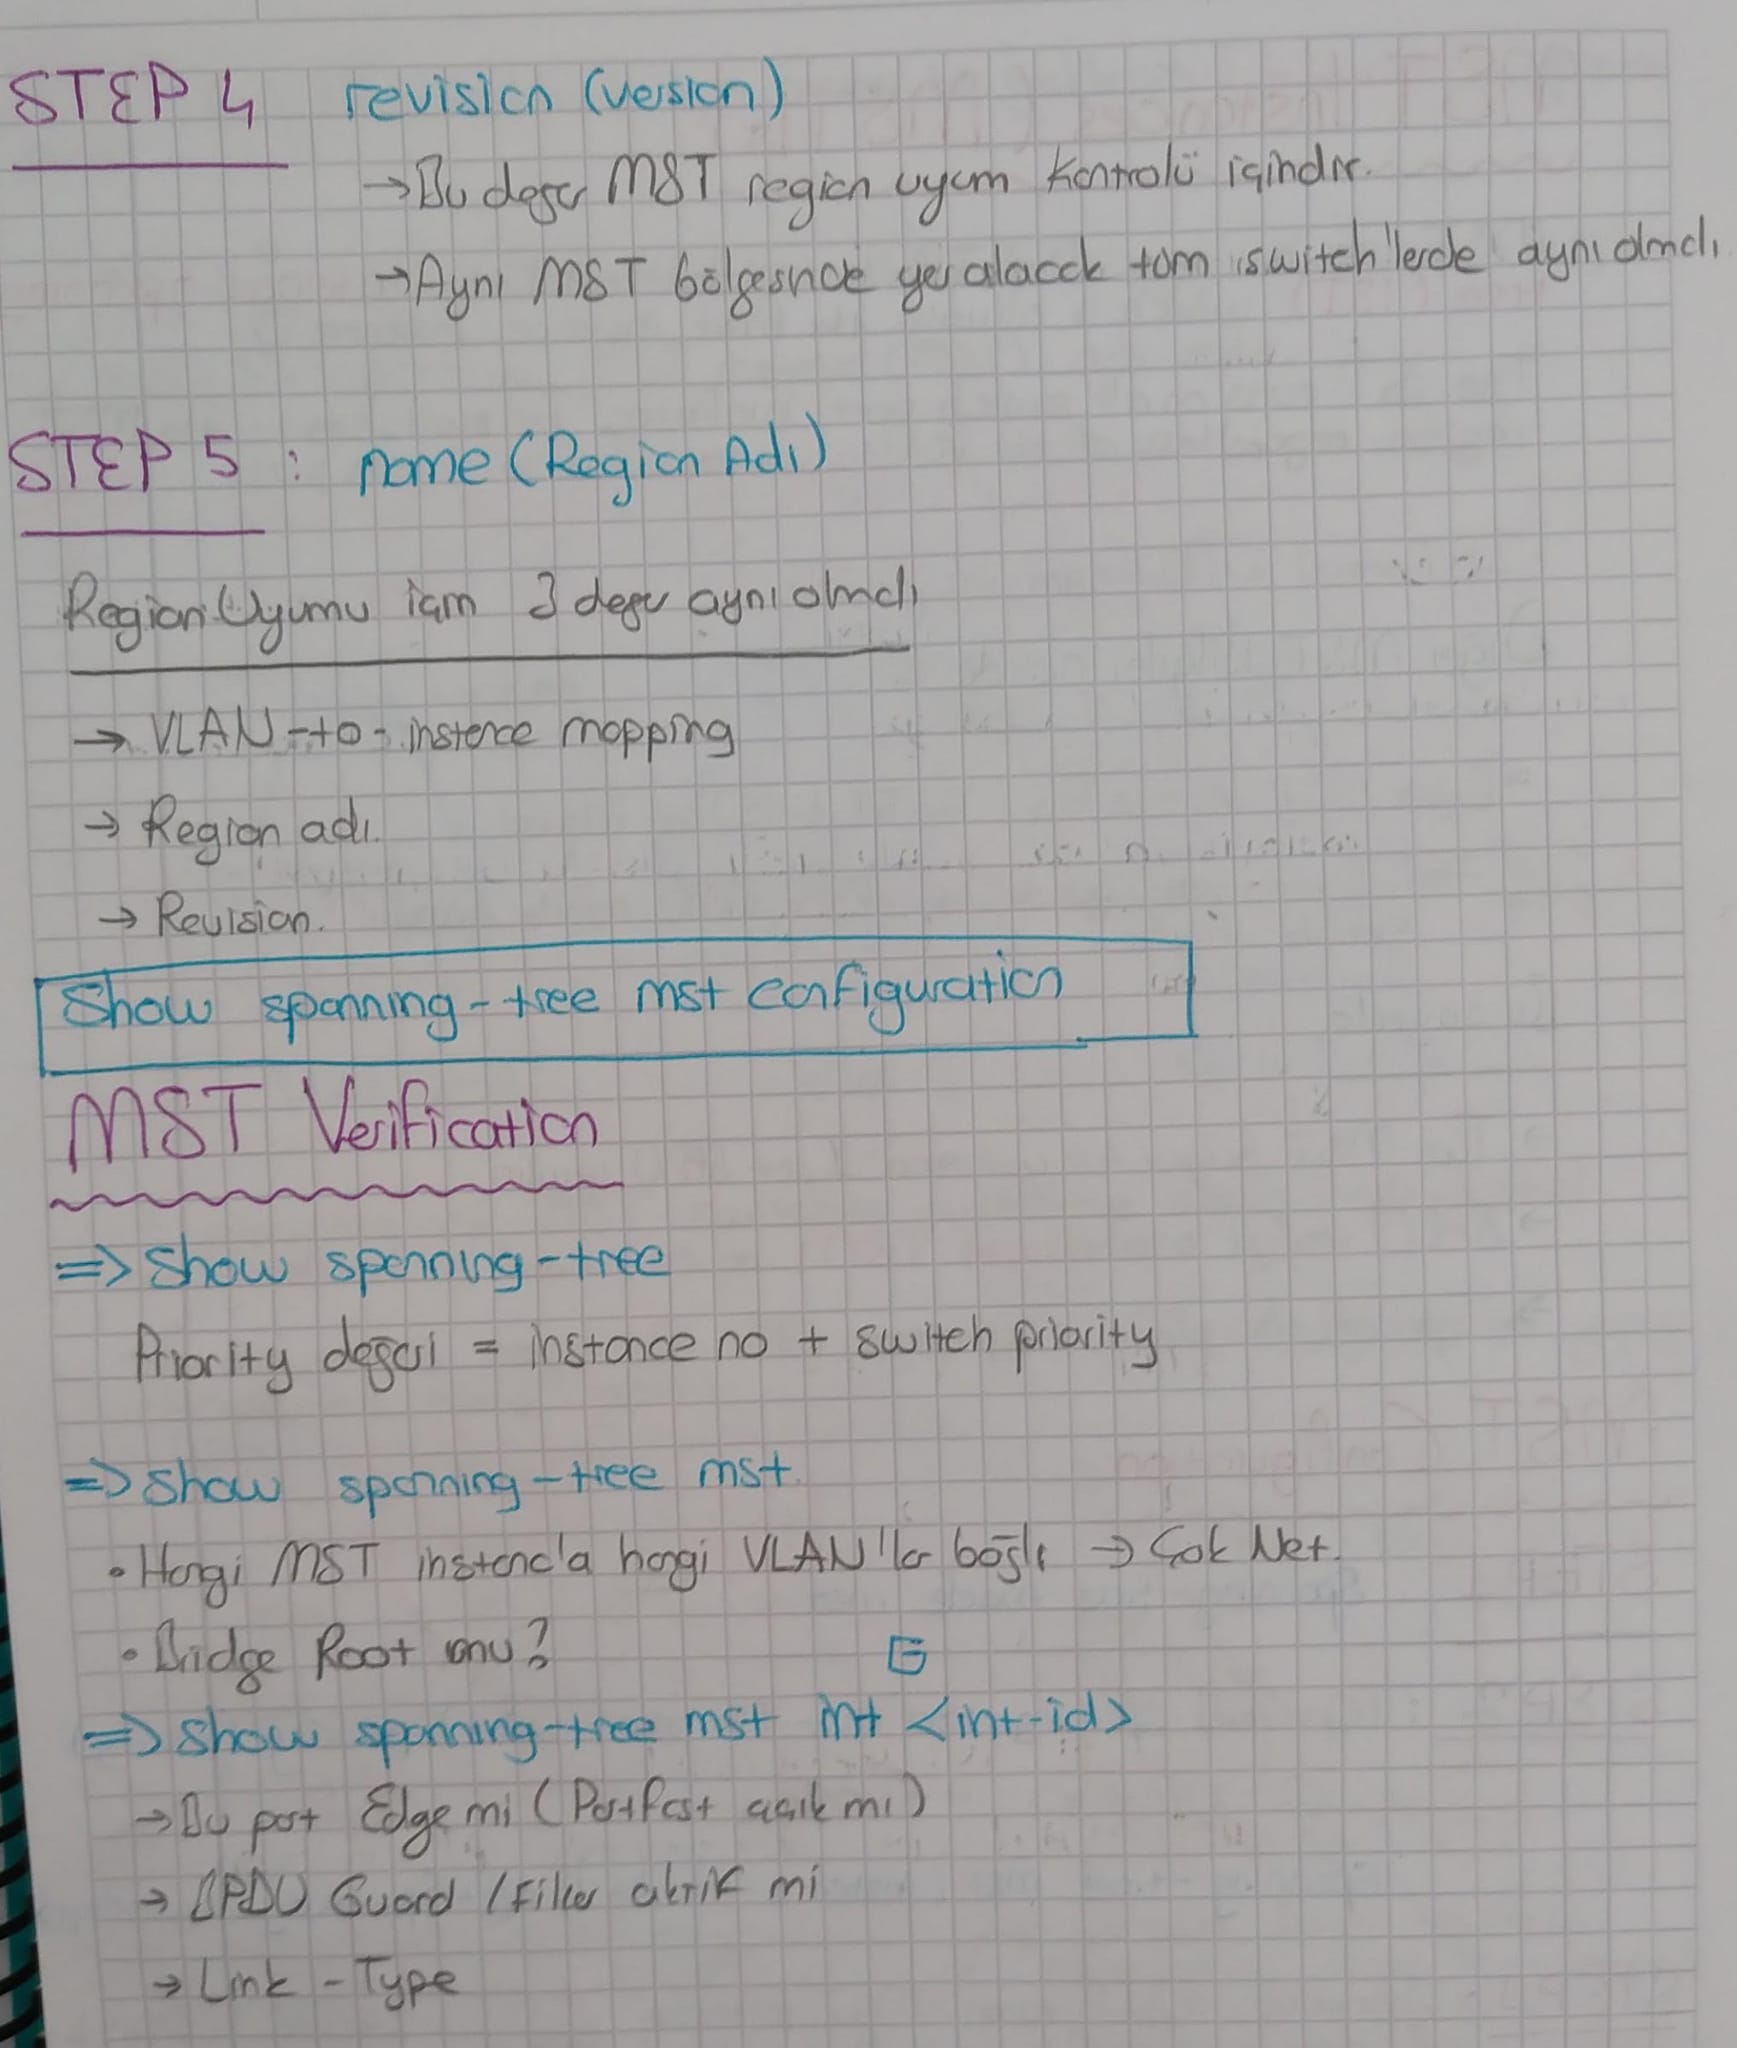 STEP 4 revision (version)
→ Bu değer MST region uyum kontrolü içindir.
→ Aynı MST bölgesinde yer alacak tüm switch'lerde aynı olmalı
STEP 5 : name (Region Adı)
Region Uyumu için 3 değer aynı olmalı
→ VLAN-to-instance mapping
→ Region adı.
→ Revision.
Show spanning-tree mst configuration
MST Verification
=> Show spanning-tree
Priority değeri = instance no + switch priority
=> Show spanning-tree mst.
• Hangi MST instance'a hangi VLAN'lar bağlı → Çok Net.
• Bridge Root mu?
=> Show spanning-tree mst int <int-id>
→ Bu port Edge mi (PortFast açık mı)
→ BPDU Guard / Filter aktif mi
→ Link-Type